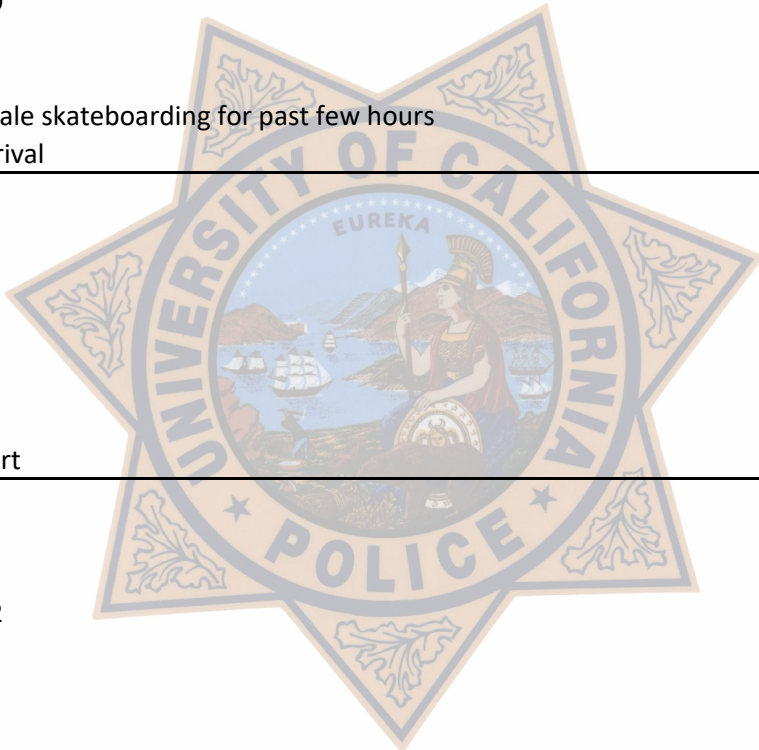 ale skateboarding for past few hours
rival
UNIVERSITY OF CALIFORNIA
EUREKA
rt
POLICE
2